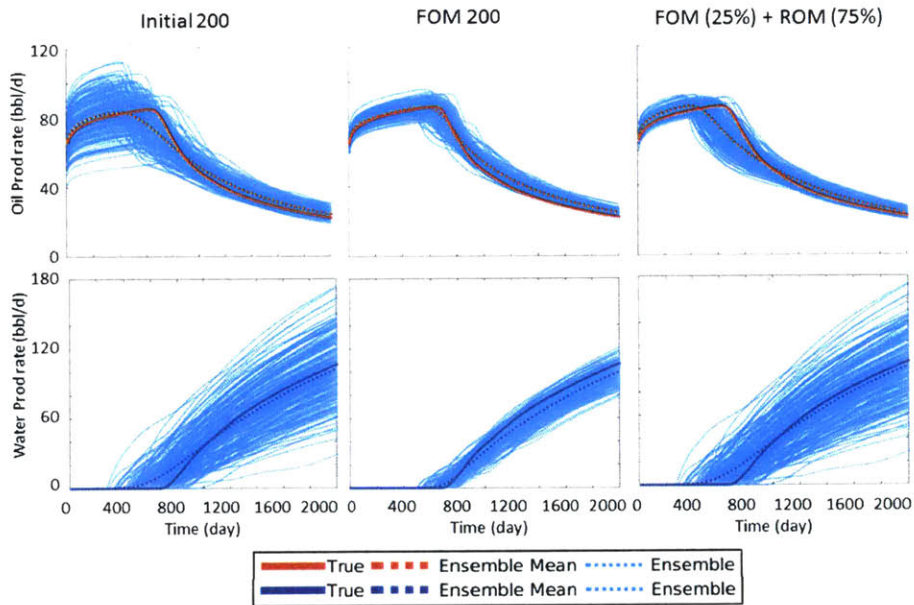 Initial 200 FOM 200 FOM (25%) + ROM (75%)
120
80
40
0
Oil Prod rate (bbl/d)
180
120
60
0
Water Prod rate (bbl/d)
0 400 800 1200 1600 2000 0 400 800 1200 1600 2000 0 400 800 1200 1600 2000
Time (day) Time (day) Time (day)
True Ensemble Mean Ensemble
True Ensemble Mean Ensemble